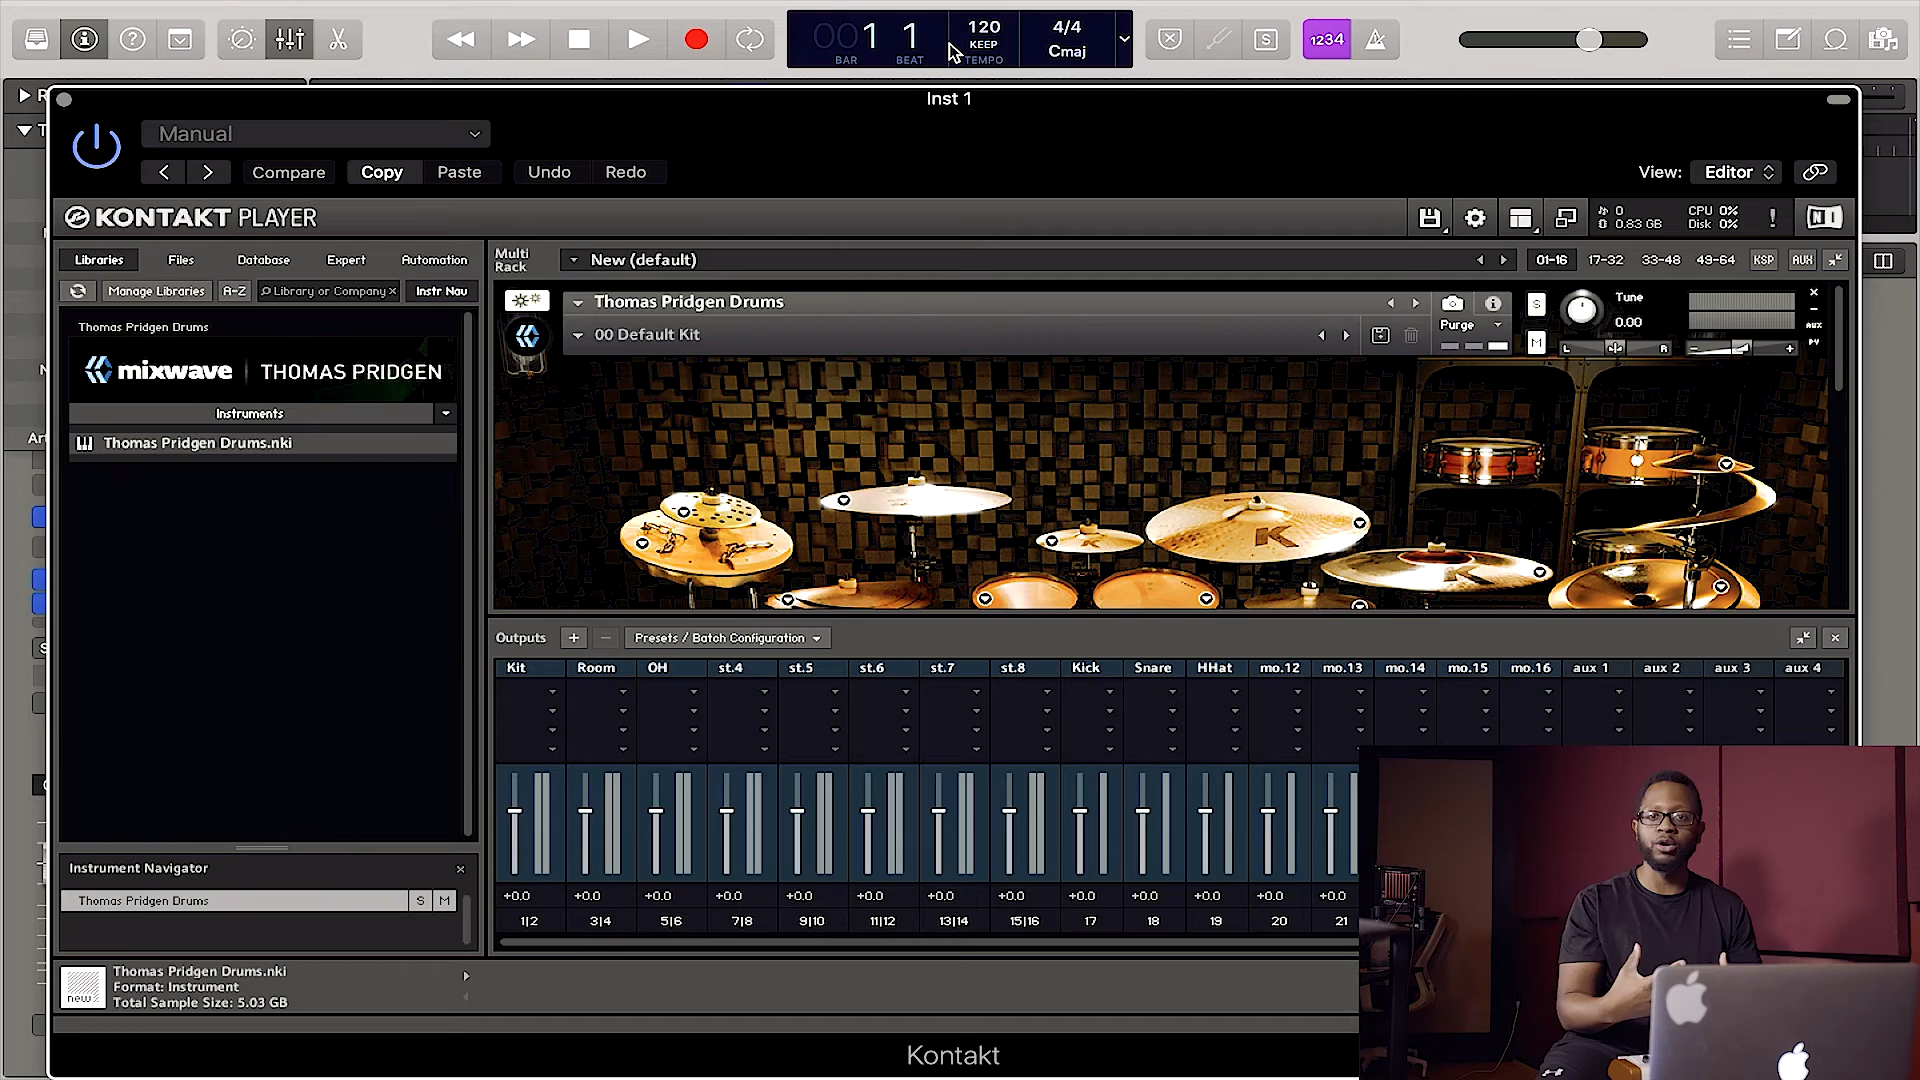 001 1
BAR BEAT
120
KEEP
TEMPO
4/4
Cmaj
S
1234
Inst 1
Manual
Compare Copy Paste Undo Redo
View: Editor
KONTAKT PLAYER
0
0.83 GB
CPU 0%
Disk 0%
!
NI
Libraries Files Database Expert Automation
Manage Libraries A-Z Library or Company × Instr Nav
Multi
Rack
New (default)
01-16 17-32 33-48 49-64 KSP AUX
Thomas Pridgen Drums
mixwave THOMAS PRIDGEN
Instruments
Thomas Pridgen Drums.nki
Thomas Pridgen Drums
00 Default Kit
Purge
S
M
Tune
0.00
L R
- +
AUX
PV
K
Outputs + − Presets / Batch Configuration
Kit Room OH st.4 st.5 st.6 st.7 st.8 Kick Snare HHat mo.12 mo.13 mo.14 mo.15 mo.16 aux 1 aux 2 aux 3 aux 4
+0.0 +0.0 +0.0 +0.0 +0.0 +0.0 +0.0 +0.0 +0.0 +0.0 +0.0 +0.0 +0.0
1|2 3|4 5|6 7|8 9|10 11|12 13|14 15|16 17 18 19 20 21
Instrument Navigator ×
Thomas Pridgen Drums S M
new
Thomas Pridgen Drums.nki
Format: Instrument
Total Sample Size: 5.03 GB
Kontakt